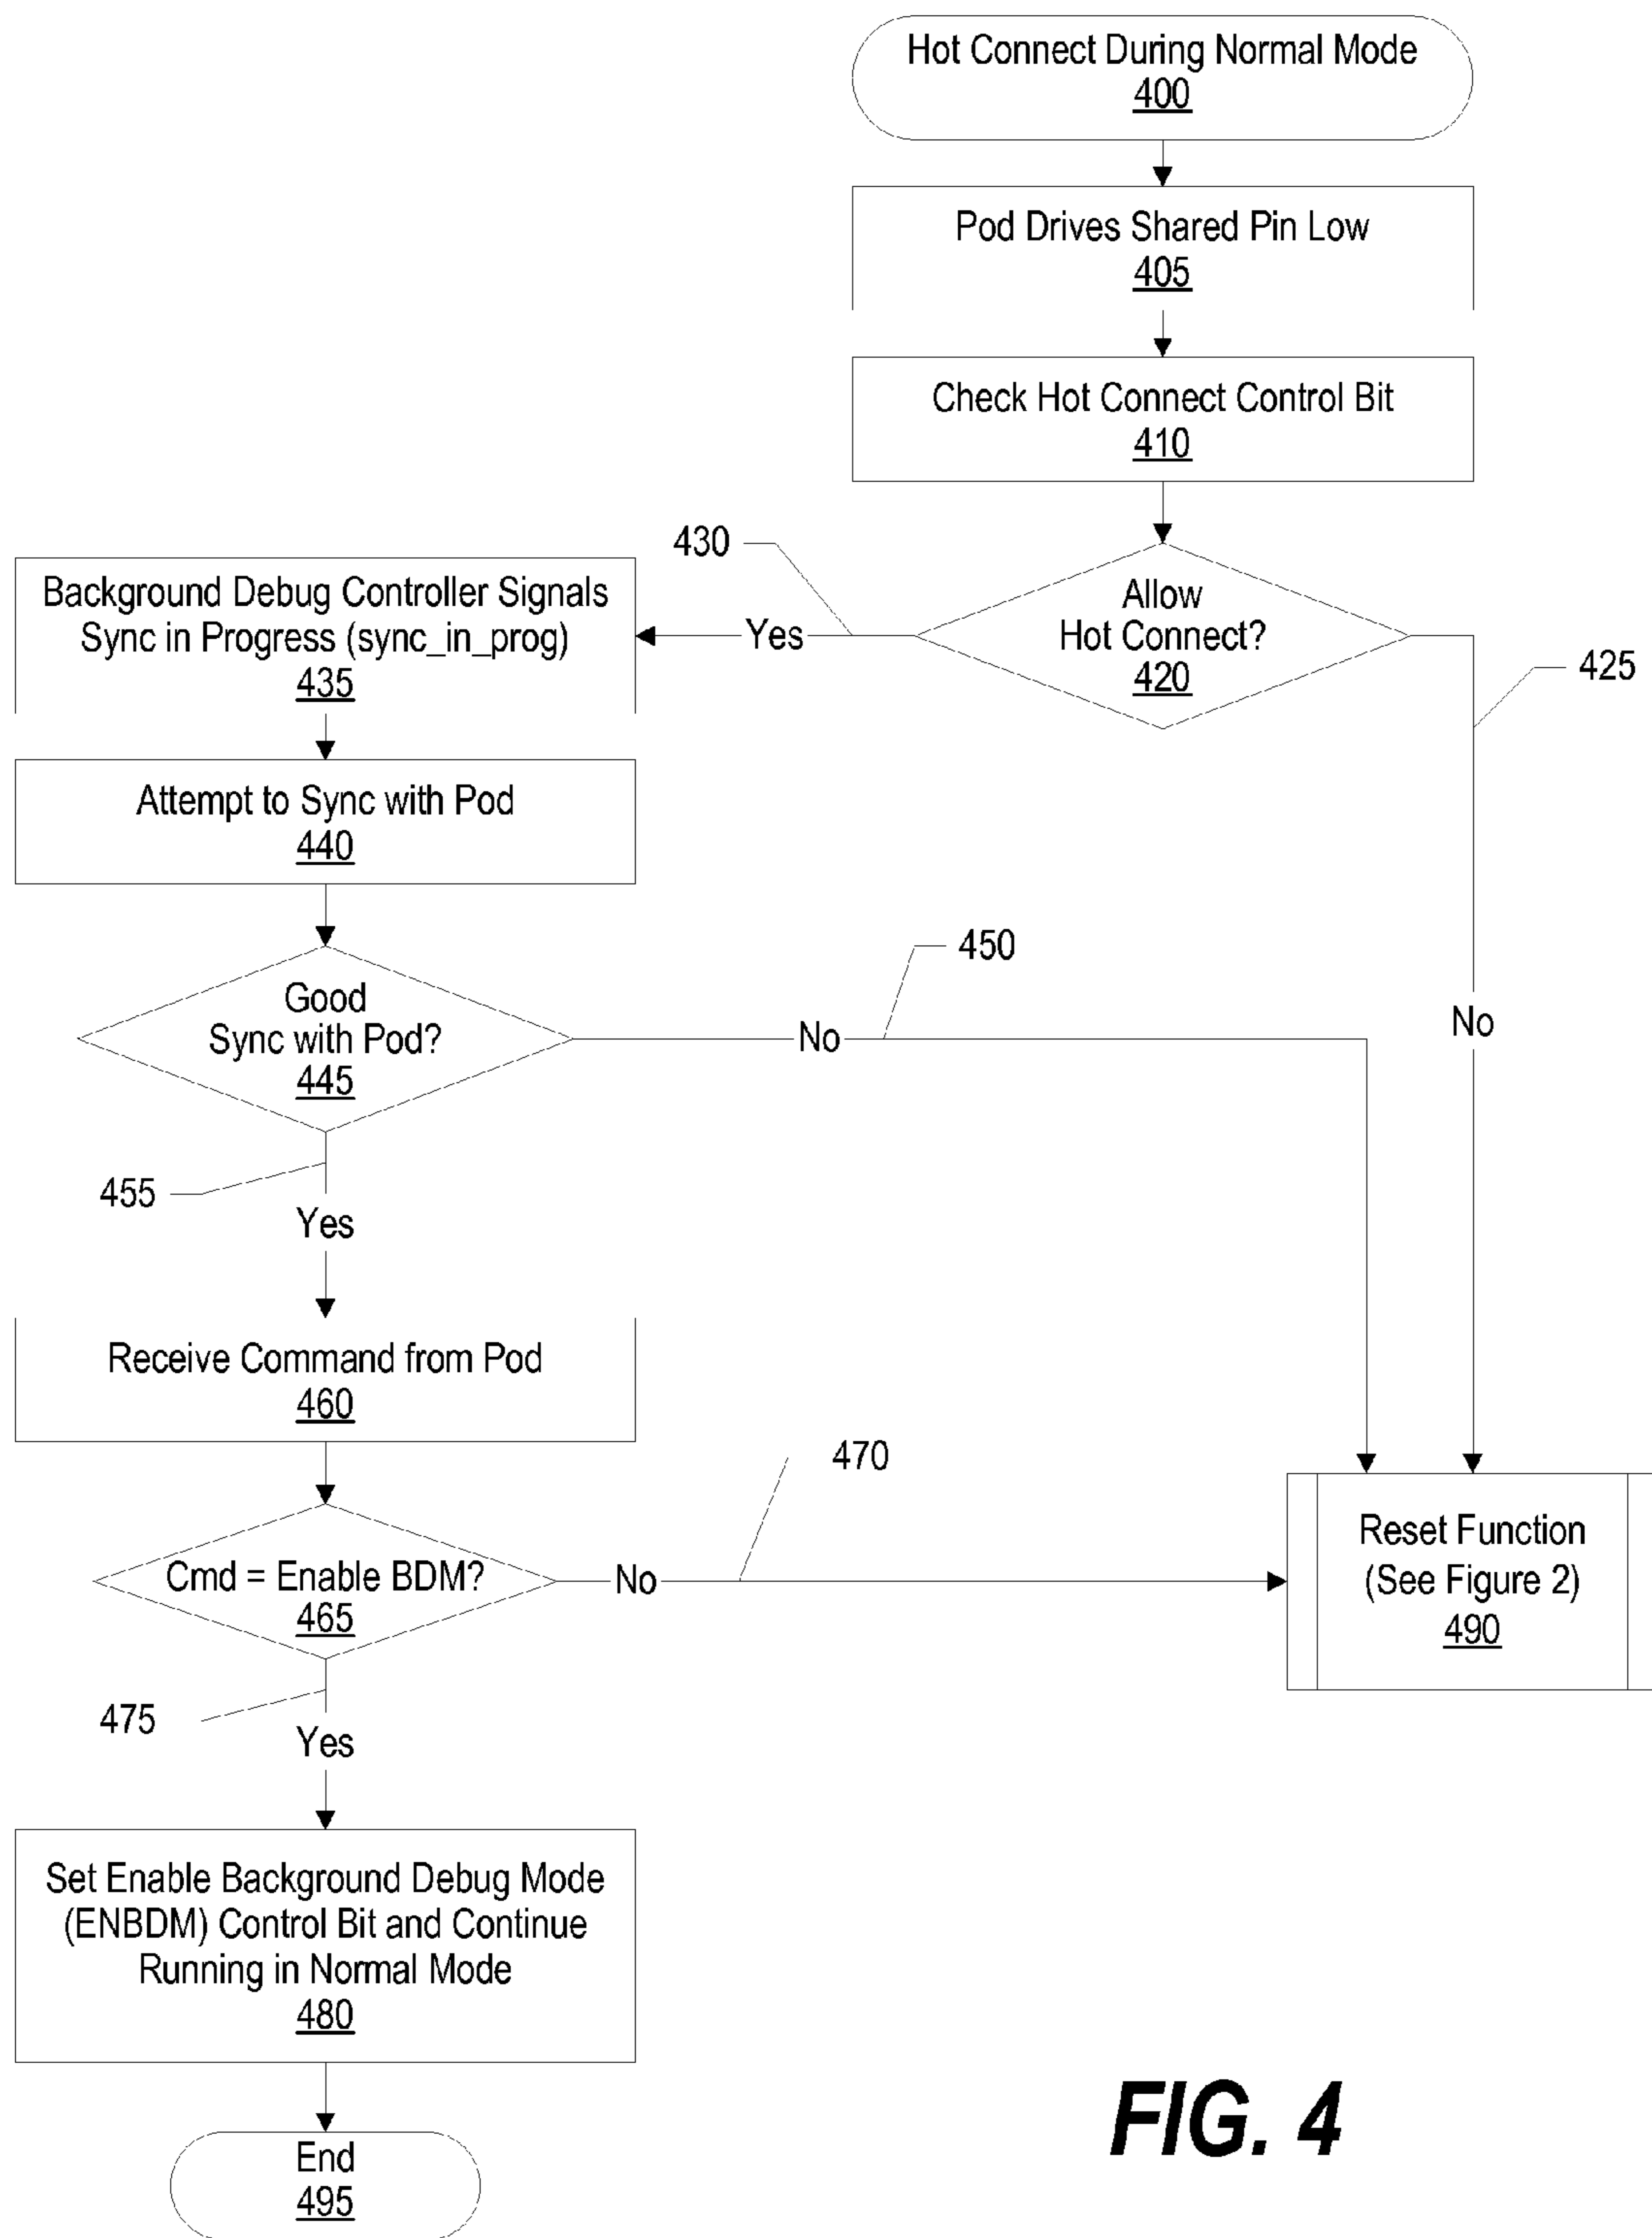 Hot Connect During Normal Mode
400
Pod Drives Shared Pin Low
405
Check Hot Connect Control Bit
410
Allow
Hot Connect?
420
430
Yes
425
No
Background Debug Controller Signals
Sync in Progress (sync_in_prog)
435
Attempt to Sync with Pod
440
Good
Sync with Pod?
445
450
No
455
Yes
Receive Command from Pod
460
Cmd = Enable BDM?
465
470
No
475
Yes
Reset Function
(See Figure 2)
490
Set Enable Background Debug Mode
(ENBDM) Control Bit and Continue
Running in Normal Mode
480
End
495
FIG. 4